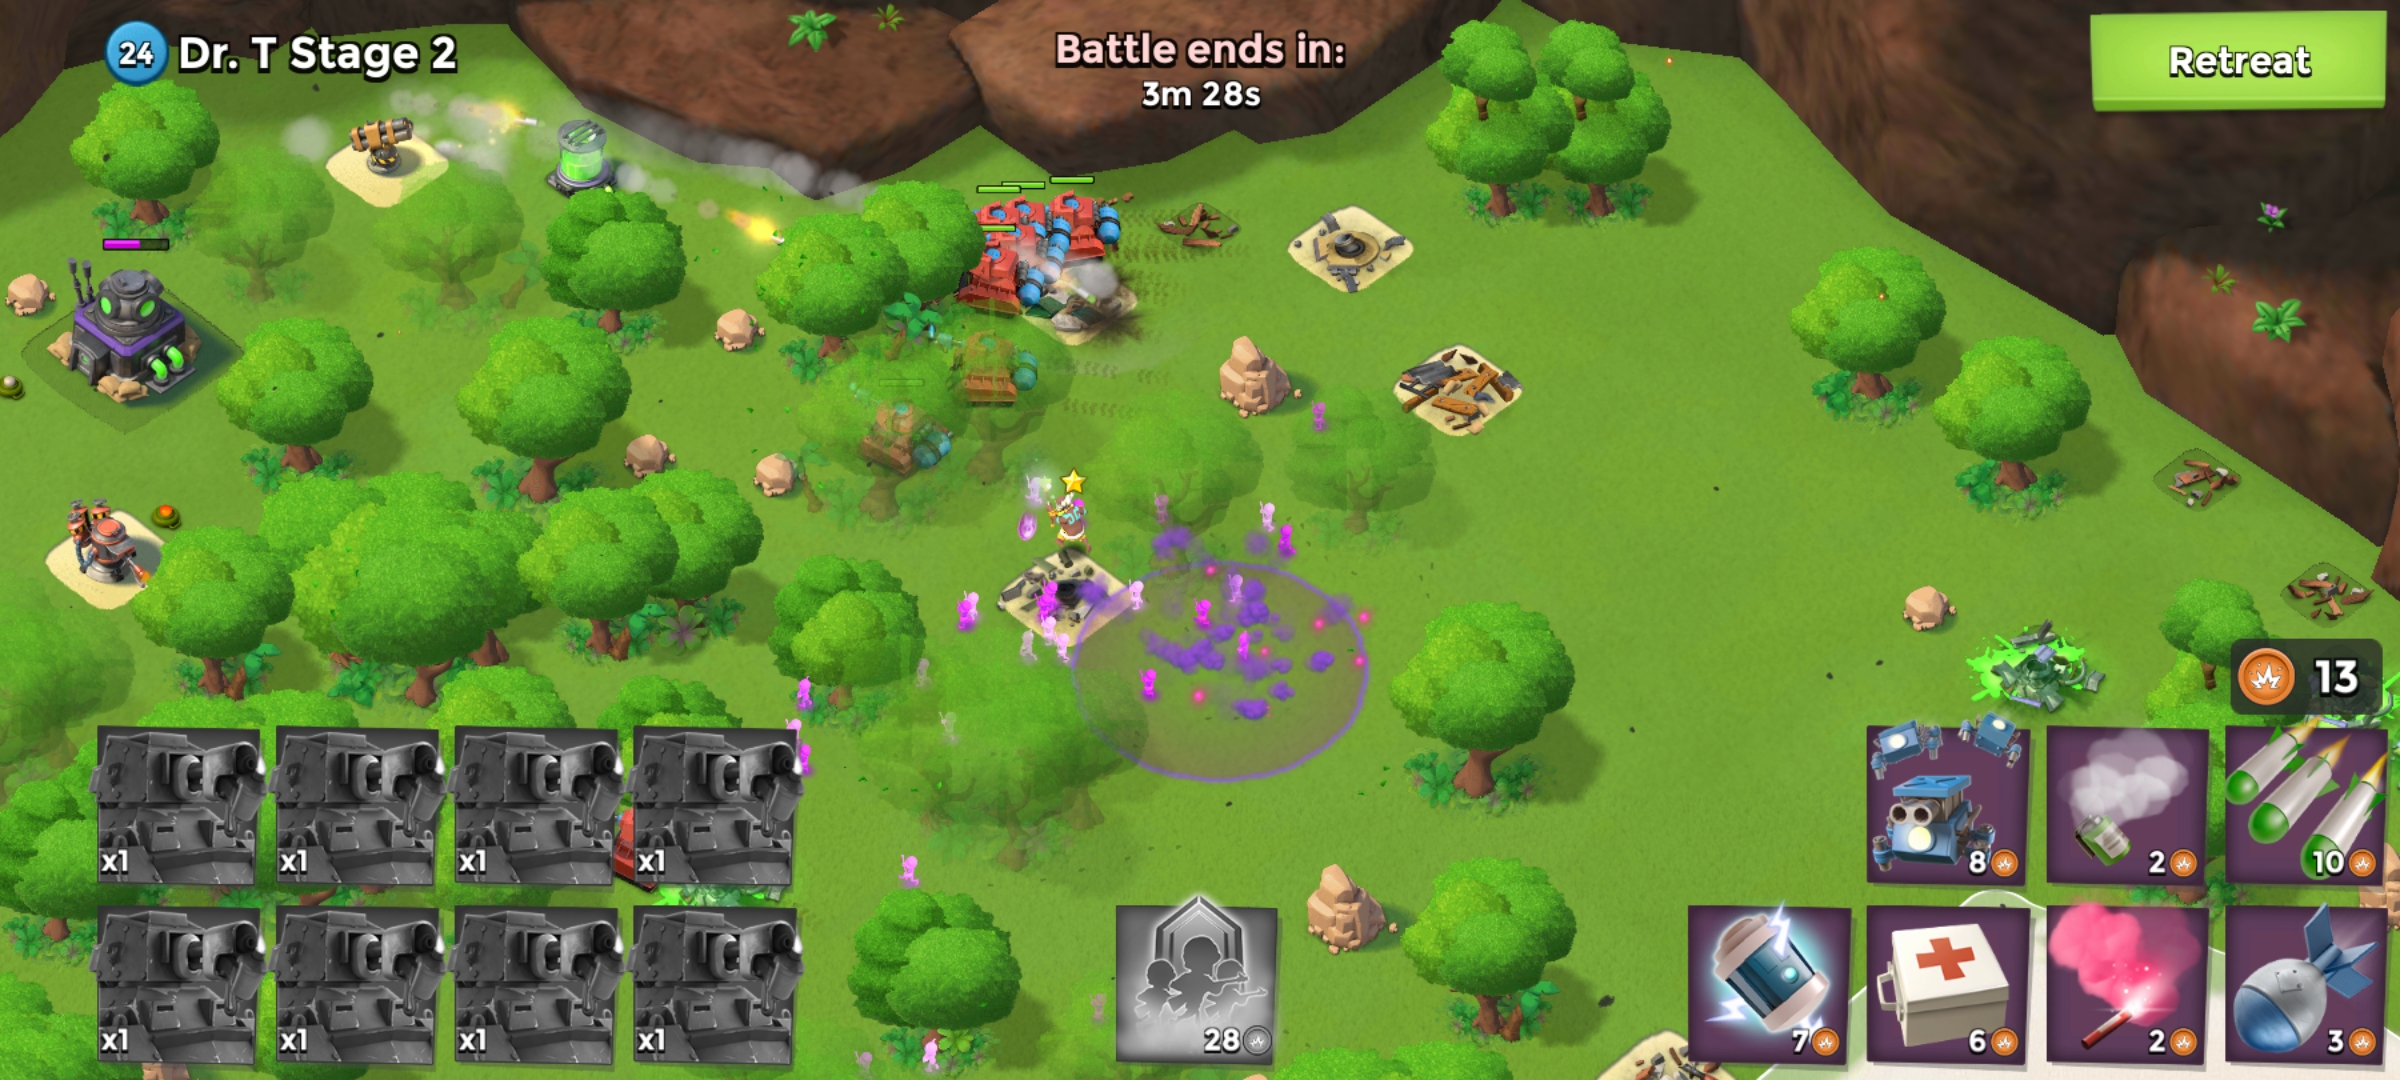 24 Dr. T Stage 2
Battle ends in:
3m 28s
Retreat
13
8 2 10
x1 x1 x1 x1
x1 x1 x1 x1
28
7 6 2 3